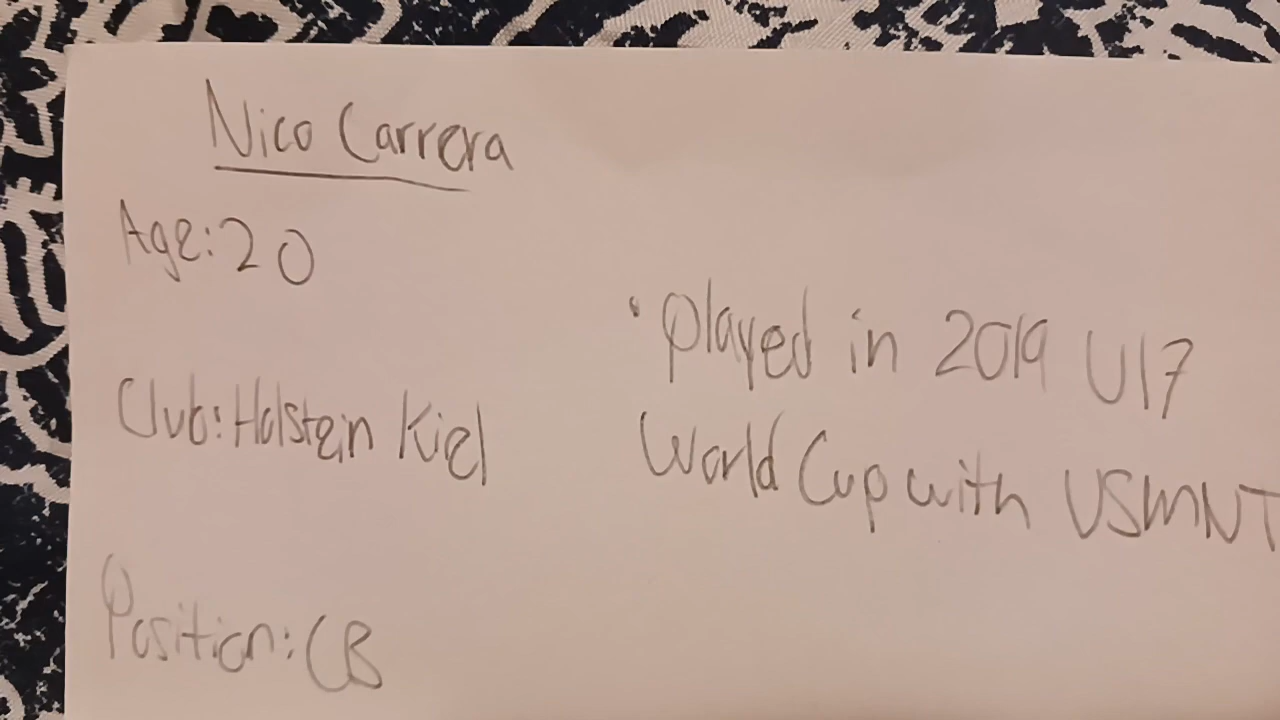 Nico Carrera
Age: 20
Club: Holstein Kiel
Position: CB
• played in 2019 U17
World Cup with USMNT